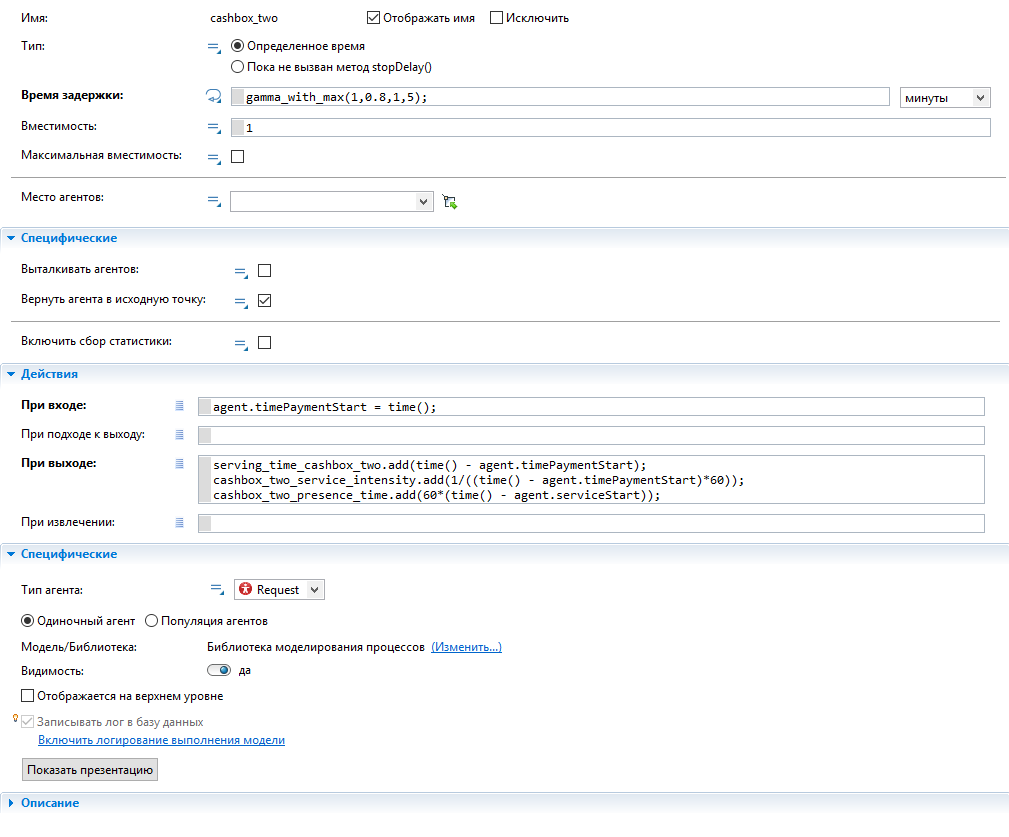 Имя: cashbox_two Отображать имя Исключить
Тип: Определенное время
Пока не вызван метод stopDelay()
Время задержки: gamma_with_max(1,0.8,1,5); минуты
Вместимость: 1
Максимальная вместимость:
Место агентов:
Специфические
Выталкивать агентов:
Вернуть агента в исходную точку:
Включить сбор статистики:
Действия
При входе: agent.timePaymentStart = time();
При подходе к выходу:
При выходе: serving_time_cashbox_two.add(time() - agent.timePaymentStart);
cashbox_two_service_intensity.add(1/((time() - agent.timePaymentStart)*60));
cashbox_two_presence_time.add(60*(time() - agent.serviceStart));
При извлечении:
Специфические
Тип агента: Request
Одиночный агент Популяция агентов
Модель/Библиотека: Библиотека моделирования процессов (Изменить...)
Видимость: да
Отображается на верхнем уровне
Записывать лог в базу данных
Включить логирование выполнения модели
Показать презентацию
Описание